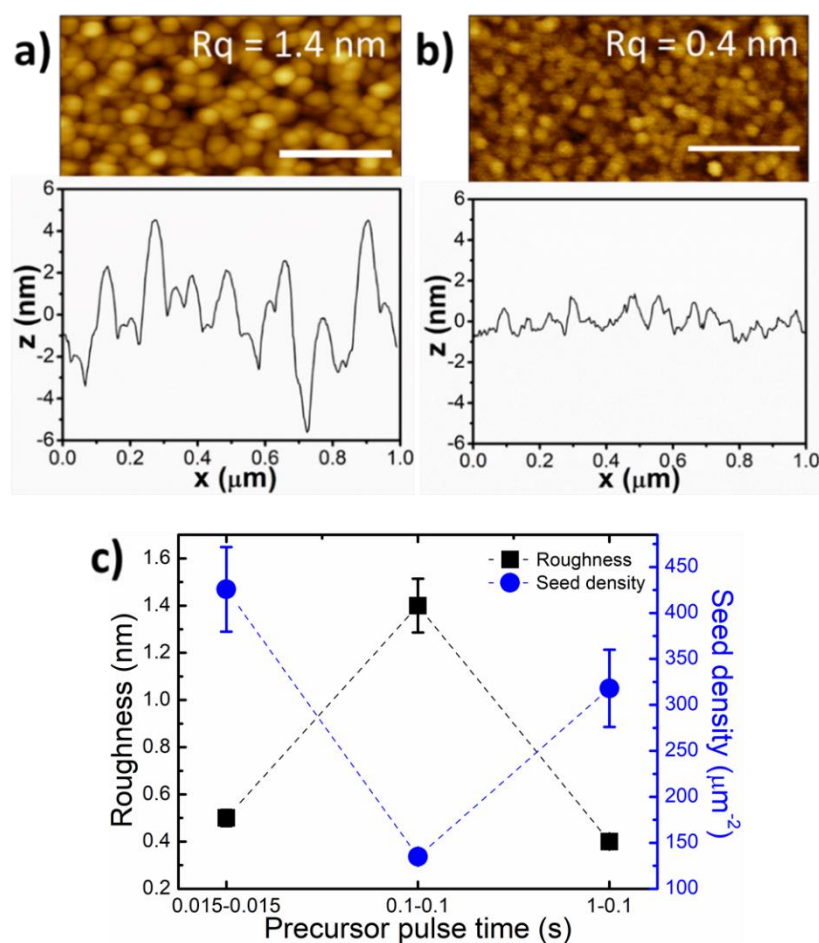 a)
Rq = 1.4 nm
6
4
2
0
-2
-4
-6
z (nm)
0.0 0.2 0.4 0.6 0.8 1.0
x (μm)
b)
Rq = 0.4 nm
6
4
2
0
-2
-4
-6
z (nm)
0.0 0.2 0.4 0.6 0.8 1.0
x (μm)
c)
Roughness
Seed density
1.6
1.4
1.2
1.0
0.8
0.6
0.4
0.2
Roughness (nm)
450
400
350
300
250
200
150
100
Seed density (μm⁻²)
0.015-0.015 0.1-0.1 1-0.1
Precursor pulse time (s)